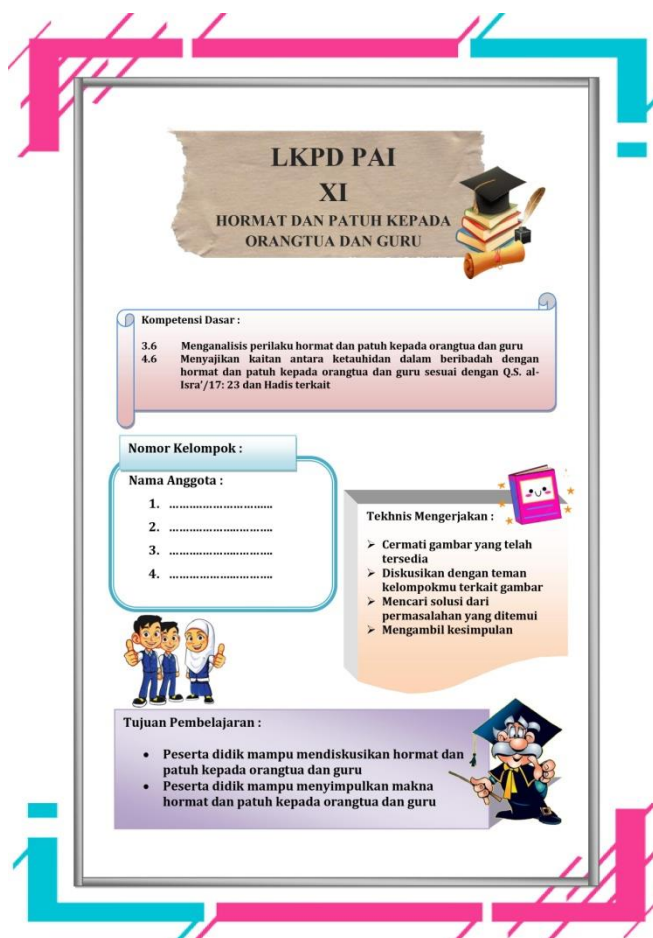 LKPD PAI
XI
HORMAT DAN PATUH KEPADA
ORANGTUA DAN GURU
Kompetensi Dasar :
3.6 Menganalisis perilaku hormat dan patuh kepada orangtua dan guru
4.6 Menyajikan kaitan antara ketauhidan dalam beribadah dengan
hormat dan patuh kepada orangtua dan guru sesuai dengan Q.S. al-
Isra’/17: 23 dan Hadis terkait
Nomor Kelompok :
Nama Anggota :
1. ………………………….
2. ………………………….
3. ………………………….
4. ………………………….
Tekhnis Mengerjakan :
➢ Cermati gambar yang telah
tersedia
➢ Diskusikan dengan teman
kelompokmu terkait gambar
➢ Mencari solusi dari
permasalahan yang ditemui
➢ Mengambil kesimpulan
Tujuan Pembelajaran :
• Peserta didik mampu mendiskusikan hormat dan
patuh kepada orangtua dan guru
• Peserta didik mampu menyimpulkan makna
hormat dan patuh kepada orangtua dan guru